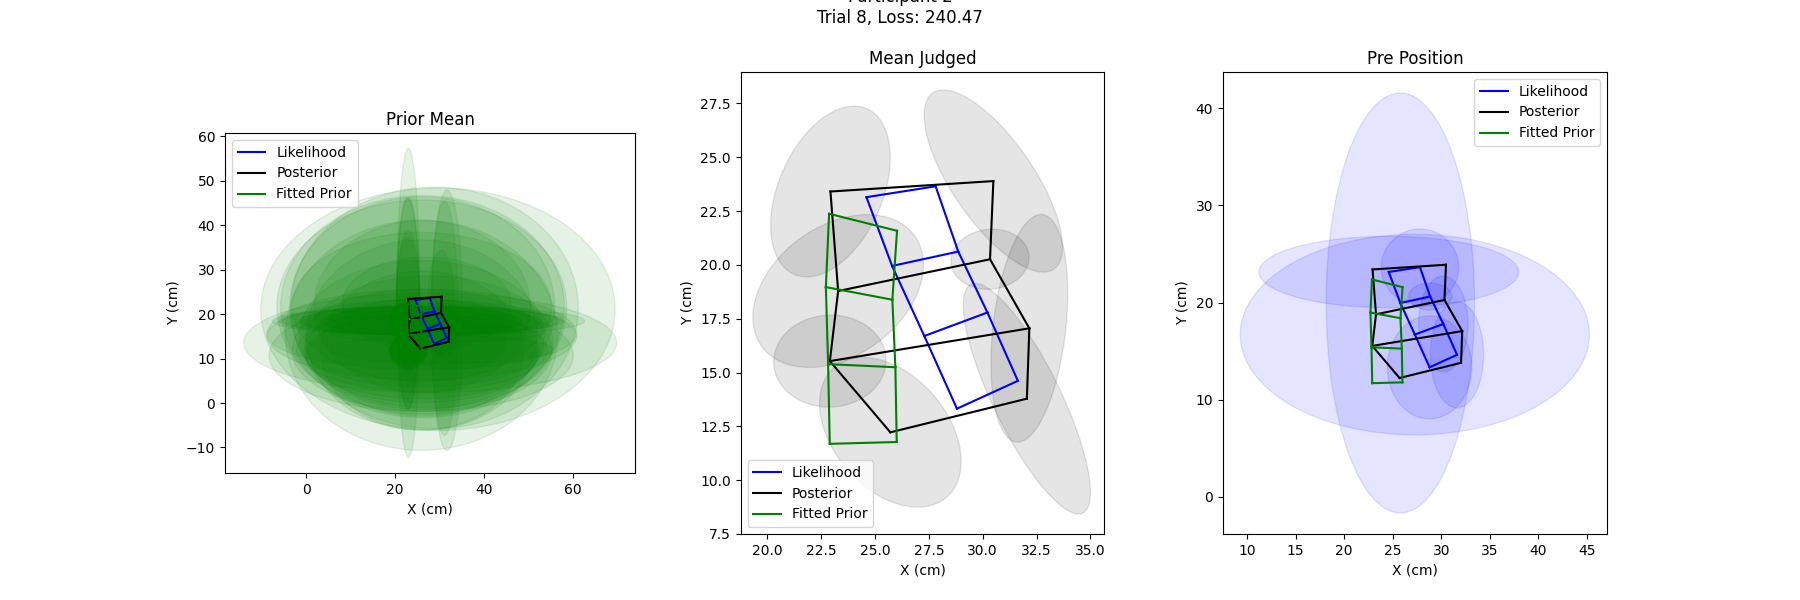 Participant 2
Trial 8, Loss: 240.47
Prior Mean
Likelihood
Posterior
Fitted Prior
60
50
40
30
20
10
0
−10
0
20
40
60
X (cm)
Y (cm)
Mean Judged
27.5
25.0
22.5
20.0
17.5
15.0
12.5
10.0
7.5
Likelihood
Posterior
Fitted Prior
20.0
22.5
25.0
27.5
30.0
32.5
35.0
X (cm)
Y (cm)
Pre Position
Likelihood
Posterior
Fitted Prior
40
30
20
10
0
10
15
20
25
30
35
40
45
X (cm)
Y (cm)